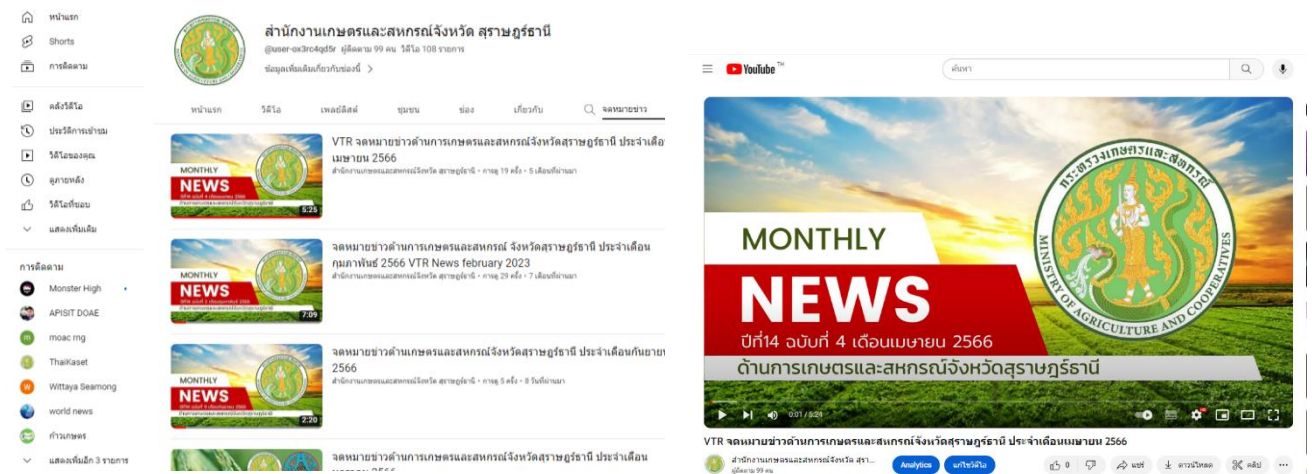 หน้าแรก
Shorts
การติดตาม
คลังวิดีโอ
ประวัติการเข้าชม
วิดีโอของคุณ
ดูภายหลัง
วิดีโอที่ชอบ
แสดงเพิ่มเติม
การติดตาม
Monster High
APISIT DOAE
moac rng
ThaiKaset
Wittaya Seamong
world news
ก้าวเกษตร
แสดงเพิ่มอีก 3 รายการ
สำนักงานเกษตรและสหกรณ์จังหวัด สุราษฎร์ธานี
@user-ox3rc4qd5r ผู้ติดตาม 99 คน วิดีโอ 108 รายการ
ข้อมูลเพิ่มเติมเกี่ยวกับช่องนี้
หน้าแรก วิดีโอ เพลย์ลิสต์ ชุมชน ช่อง เกี่ยวกับ จดหมายข่าว
MONTHLY
NEWS
5:25
VTR จดหมายข่าวด้านการเกษตรและสหกรณ์จังหวัดสุราษฎร์ธานี ประจำเดือน
เมษายน 2566
สำนักงานเกษตรและสหกรณ์จังหวัด สุราษฎร์ธานี • การดู 19 ครั้ง • 5 เดือนที่ผ่านมา
MONTHLY
NEWS
7:09
จดหมายข่าวด้านการเกษตรและสหกรณ์ จังหวัดสุราษฎร์ธานี ประจำเดือน
กุมภาพันธ์ 2566 VTR News february 2023
สำนักงานเกษตรและสหกรณ์จังหวัด สุราษฎร์ธานี • การดู 29 ครั้ง • 7 เดือนที่ผ่านมา
MONTHLY
NEWS
2:20
จดหมายข่าวด้านเกษตรและสหกรณ์จังหวัดสุราษฎร์ธานี ประจำเดือนกันยายน
2566
สำนักงานเกษตรและสหกรณ์จังหวัด สุราษฎร์ธานี • การดู 5 ครั้ง • 8 วันที่ผ่านมา
จดหมายข่าวด้านการเกษตรและสหกรณ์จังหวัดสุราษฎร์ธานี ประจำเดือน
YouTube TH
ค้นหา
กระทรวงเกษตรและสหกรณ์
MINISTRY OF AGRICULTURE AND COOPERATIVES
MONTHLY
NEWS
ปีที่14 ฉบับที่ 4 เดือนเมษายน 2566
ด้านการเกษตรและสหกรณ์จังหวัดสุราษฎร์ธานี
0:01 / 5:24
VTR จดหมายข่าวด้านการเกษตรและสหกรณ์จังหวัดสุราษฎร์ธานี ประจำเดือนเมษายน 2566
สำนักงานเกษตรและสหกรณ์จังหวัด สุรา...
ผู้ติดตาม 99 คน
Analytics แก้ไขวิดีโอ 0 แชร์ ดาวน์โหลด คลิป